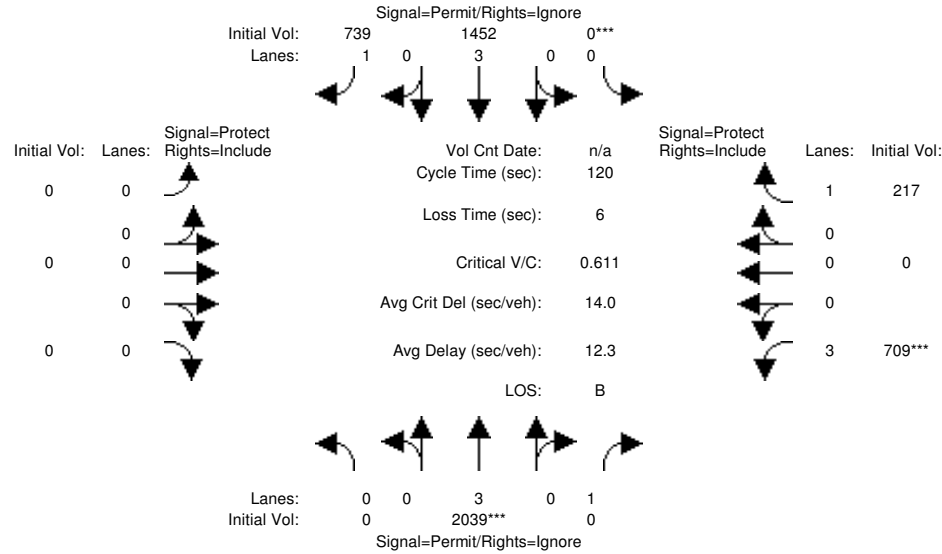 Signal=Permit/Rights=Ignore
Initial Vol: 739 1452 0***
Lanes: 1 0 3 0 0
Signal=Protect Signal=Protect
Initial Vol: Lanes: Rights=Include Vol Cnt Date: n/a Rights=Include Lanes: Initial Vol:
Cycle Time (sec): 120
0 0 1 217
Loss Time (sec): 6
0 0
0 0 Critical V/C: 0.611 0 0
0 Avg Crit Del (sec/veh): 14.0 0
0 0 Avg Delay (sec/veh): 12.3 3 709***
LOS: B
Lanes: 0 0 3 0 1
Initial Vol: 0 2039*** 0
Signal=Permit/Rights=Ignore